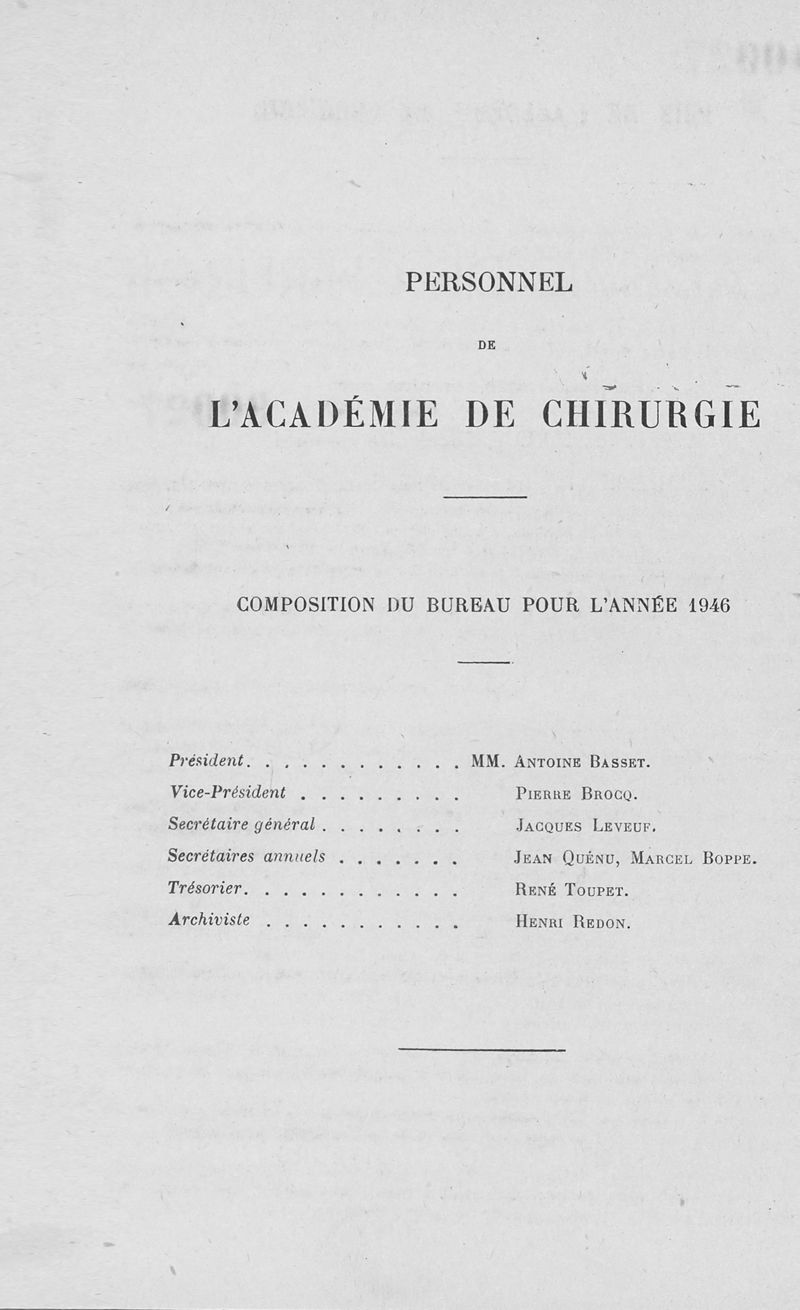 PERSONNEL
DE
L'ACADÉMIE DE CHIRURGIE
COMPOSITION DU BUREAU POUR L'ANNÉE 1946
Président. . . . . . . . . . . . MM. Antoine Basset.
Vice-Président . . . . . . . . . Pierre Brocq.
Secrétaire général . . . . . . . . Jacques Leveuf.
Secrétaires annuels . . . . . . . Jean Quénu, Marcel Boppe.
Trésorier. . . . . . . . . . . . René Toupet.
Archiviste . . . . . . . . . . . Henri Redon.